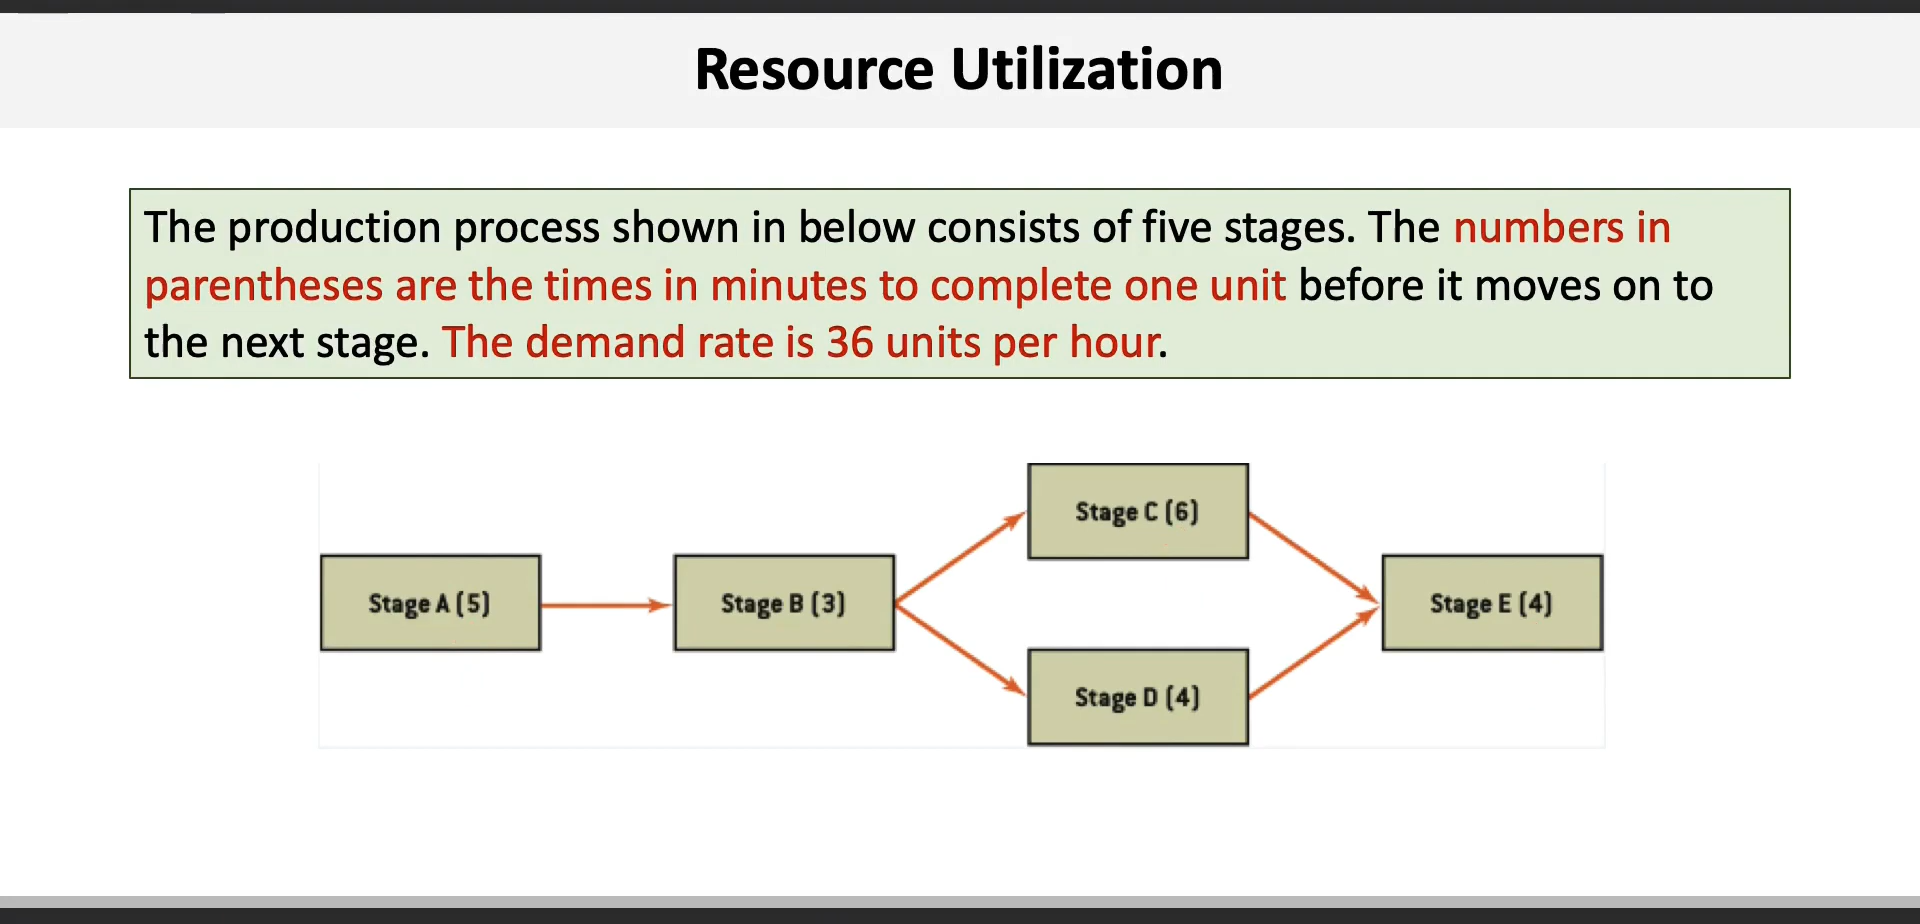 Resource Utilization
The production process shown in below consists of five stages. The numbers in
parentheses are the times in minutes to complete one unit before it moves on to
the next stage. The demand rate is 36 units per hour.
Stage C (6)
Stage A (5)
Stage B (3)
Stage E (4)
Stage D (4)